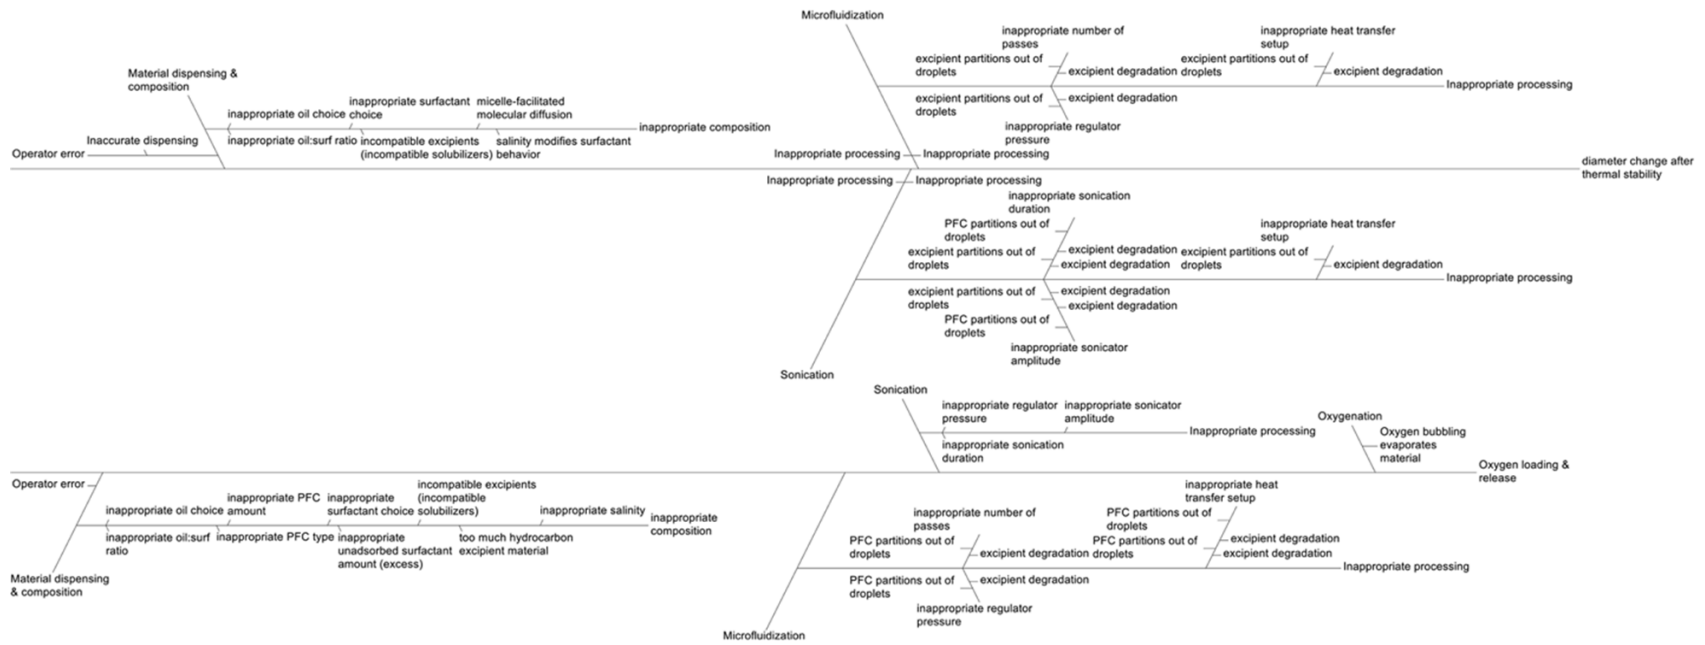 Microfluidization
inappropriate number of
passes
inappropriate heat transfer
setup
excipient partitions out of
droplets
excipient degradation
excipient partitions out of
droplets
excipient degradation
Inappropriate processing
excipient partitions out of
droplets
excipient degradation
inappropriate regulator
pressure
Material dispensing &
composition
inappropriate oil choice
inappropriate surfactant
choice
micelle-facilitated
molecular diffusion
inappropriate composition
Inaccurate dispensing
inappropriate oil:surf ratio
incompatible excipients
(incompatible solubilizers)
salinity modifies surfactant
behavior
Operator error
Inappropriate processing
Inappropriate processing
diameter change after
thermal stability
Inappropriate processing
Inappropriate processing
inappropriate sonication
duration
PFC partitions out of
droplets
inappropriate heat transfer
setup
excipient partitions out of
droplets
excipient degradation
excipient degradation
excipient partitions out of
droplets
excipient degradation
Inappropriate processing
excipient partitions out of
droplets
excipient degradation
excipient degradation
PFC partitions out of
droplets
inappropriate sonicator
amplitude
Sonication
Sonication
inappropriate regulator
pressure
inappropriate sonicator
amplitude
Inappropriate processing
inappropriate sonication
duration
Oxygenation
Oxygen bubbling
evaporates
material
Oxygen loading &
release
Operator error
inappropriate oil choice
inappropriate PFC
amount
inappropriate
surfactant choice
incompatible excipients
(incompatible
solubilizers)
inappropriate salinity
inappropriate
composition
inappropriate oil:surf
ratio
inappropriate PFC type
inappropriate
unadsorbed surfactant
amount (excess)
too much hydrocarbon
excipient material
Material dispensing
& composition
inappropriate number of
passes
inappropriate heat
transfer setup
PFC partitions out of
droplets
PFC partitions out of
droplets
excipient degradation
PFC partitions out of
droplets
excipient degradation
excipient degradation
Inappropriate processing
PFC partitions out of
droplets
excipient degradation
inappropriate regulator
pressure
Microfluidization